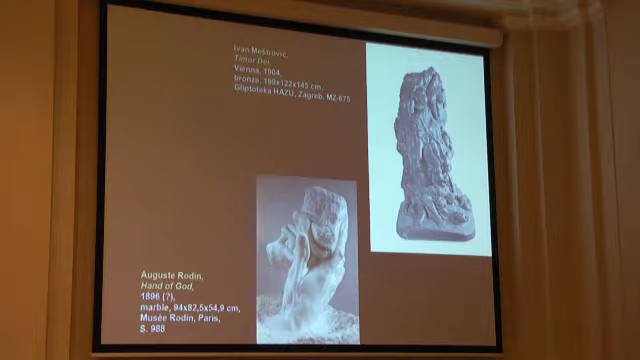 Ivan Meštrović,
Timor Dei,
Vienna, 1904,
bronze, 199x122x145 cm,
Gliptoteka HAZU, Zagreb, MZ-675
Auguste Rodin,
Hand of God,
1896 (?),
marble, 94x82,5x54,9 cm,
Musée Rodin, Paris,
S. 988